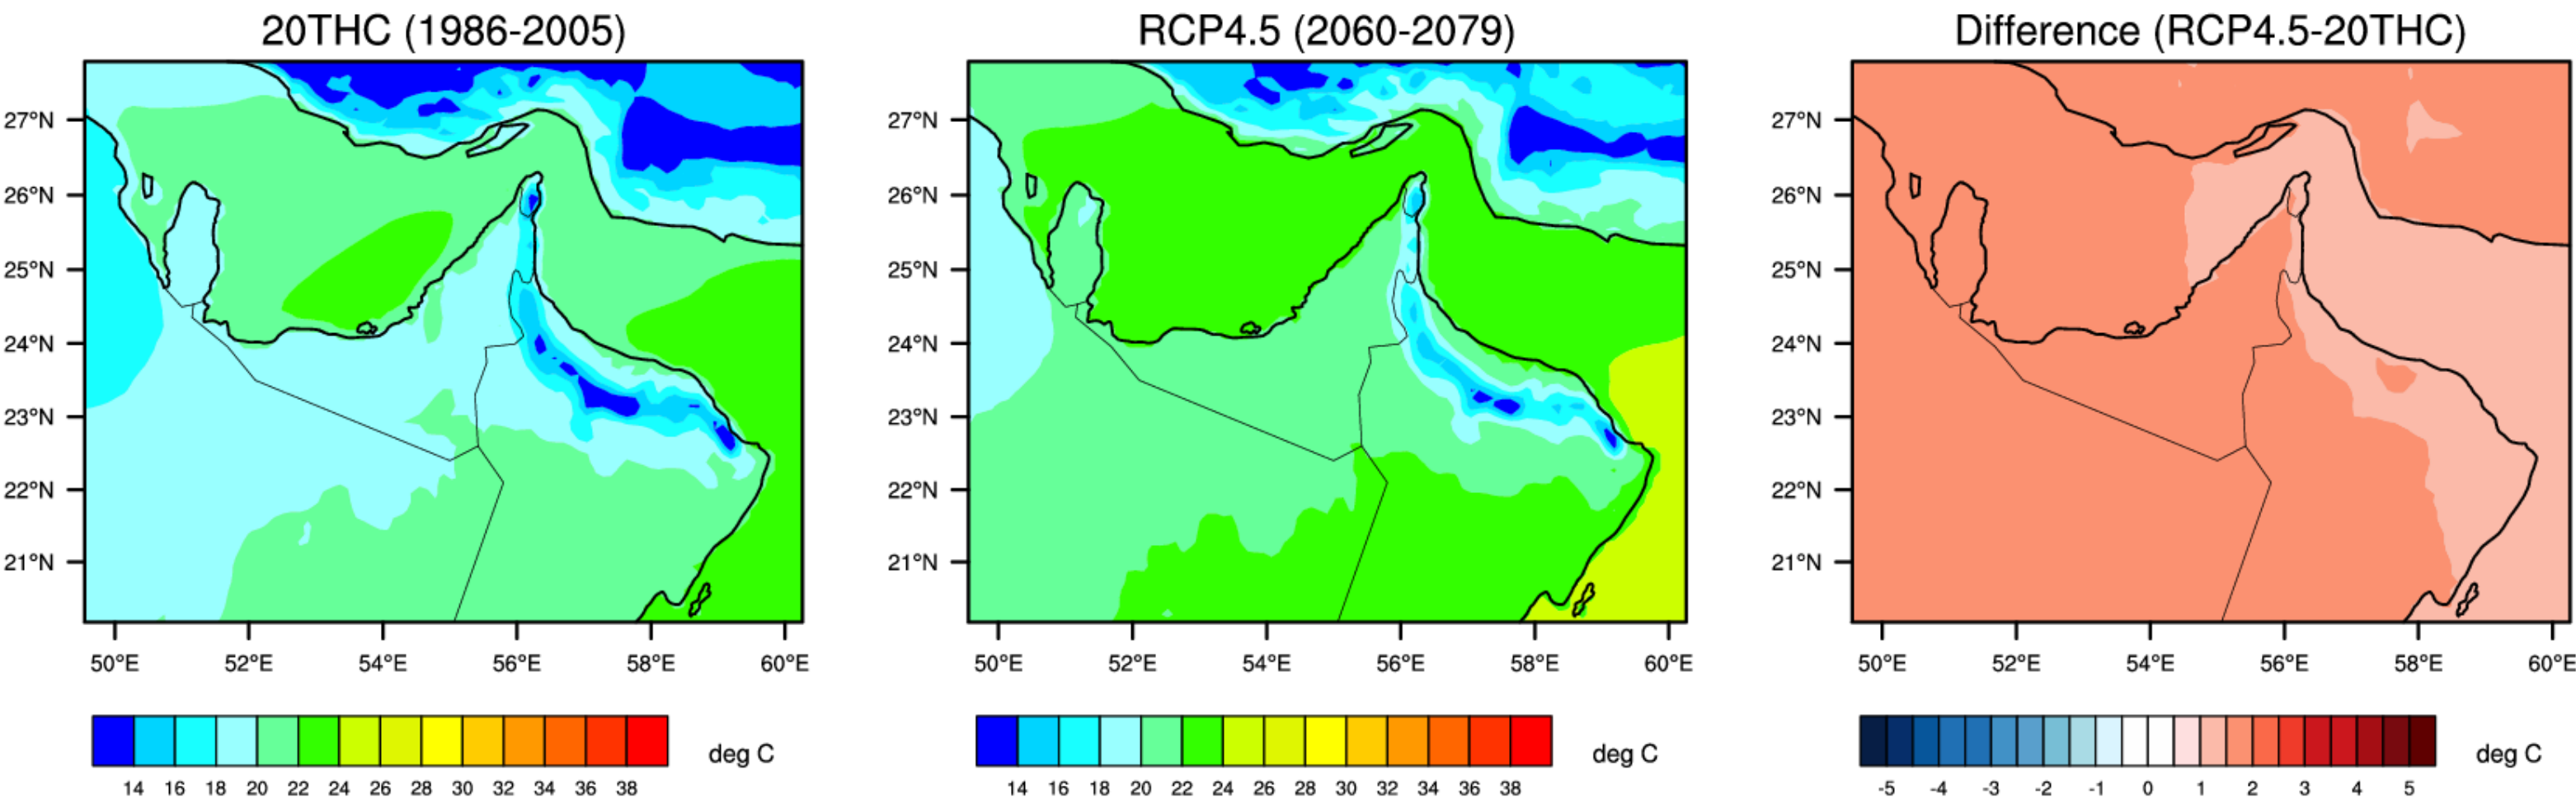 20THC (1986-2005)
RCP4.5 (2060-2079)
Difference (RCP4.5-20THC)
27°N
26°N
25°N
24°N
23°N
22°N
21°N
50°E 52°E 54°E 56°E 58°E 60°E
14 16 18 20 22 24 26 28 30 32 34 36 38
deg C
27°N
26°N
25°N
24°N
23°N
22°N
21°N
50°E 52°E 54°E 56°E 58°E 60°E
14 16 18 20 22 24 26 28 30 32 34 36 38
deg C
27°N
26°N
25°N
24°N
23°N
22°N
21°N
50°E 52°E 54°E 56°E 58°E 60°E
-5 -4 -3 -2 -1 0 1 2 3 4 5
deg C